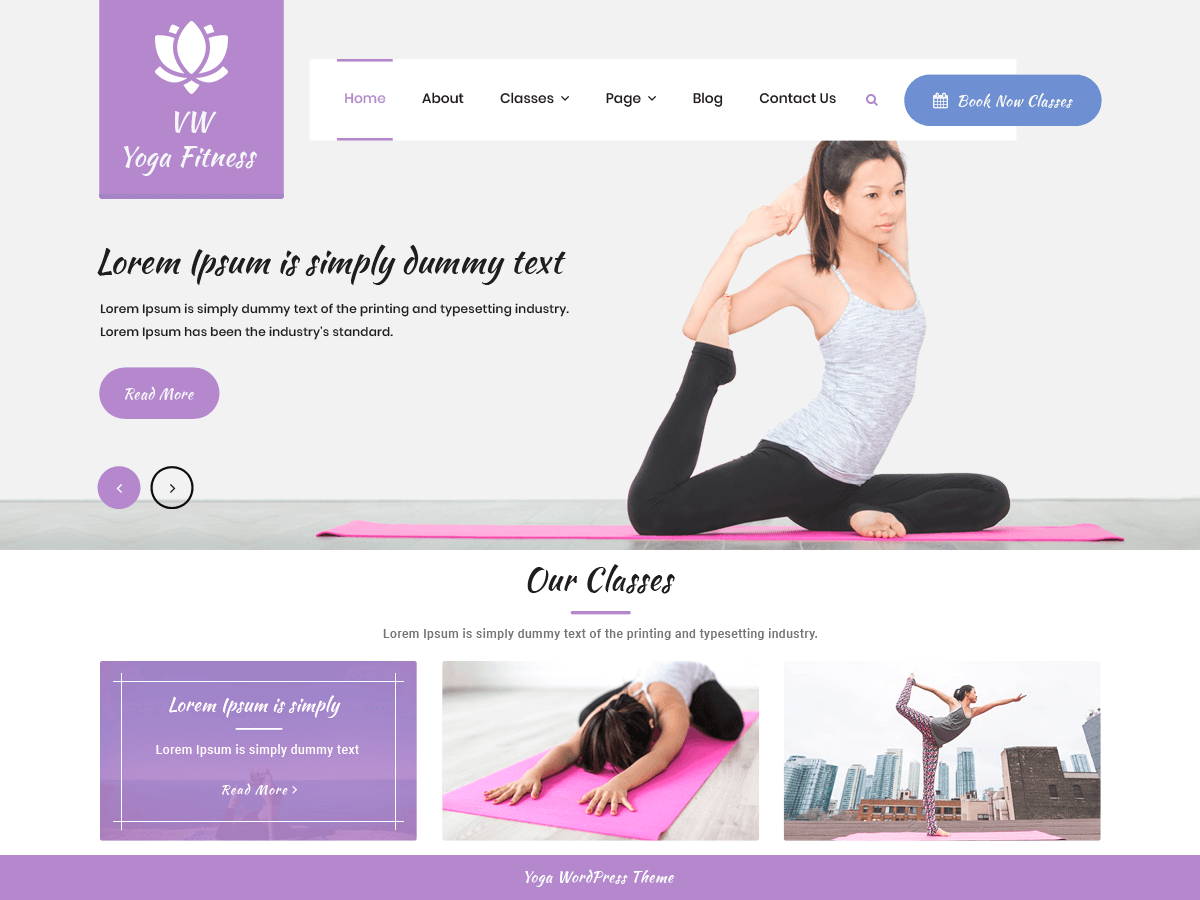 VW
Yoga Fitness
Home About Classes Page Blog Contact Us Book Now Classes
Lorem Ipsum is simply dummy text
Lorem Ipsum is simply dummy text of the printing and typesetting industry.
Lorem Ipsum has been the industry's standard.
Read More
Our Classes
Lorem Ipsum is simply dummy text of the printing and typesetting industry.
Lorem Ipsum is simply
Lorem Ipsum is simply dummy text
Read More
Yoga WordPress Theme